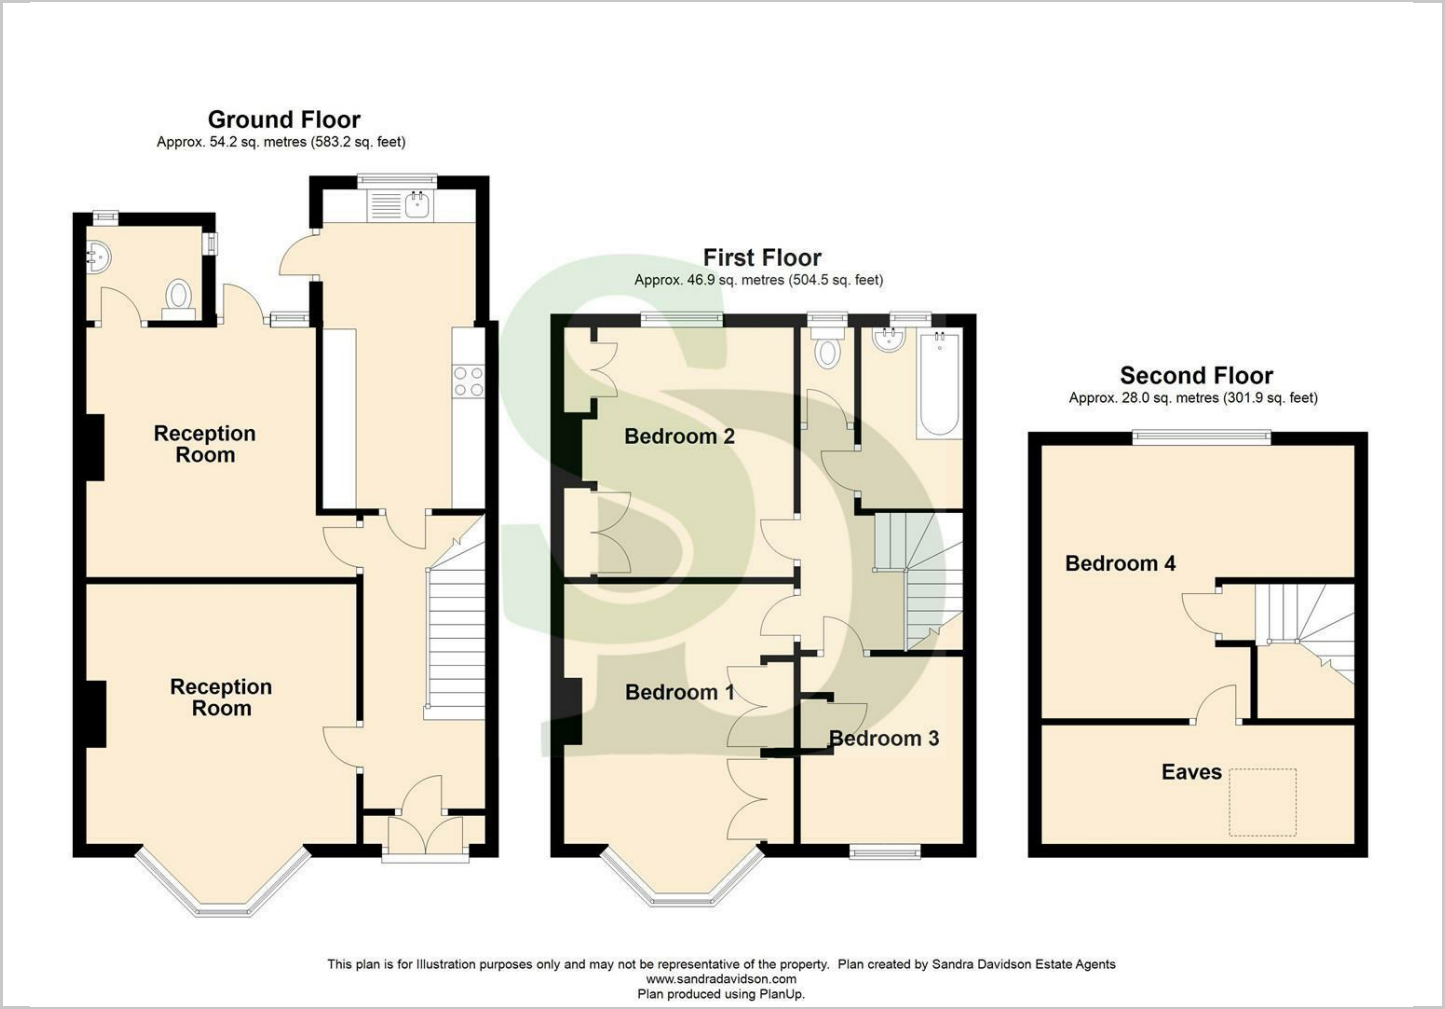 Ground Floor
Approx. 54.2 sq. metres (583.2 sq. feet)
Reception
Room
Reception
Room
First Floor
Approx. 46.9 sq. metres (504.5 sq. feet)
Bedroom 2
Bedroom 1
Bedroom 3
Second Floor
Approx. 28.0 sq. metres (301.9 sq. feet)
Bedroom 4
Eaves
This plan is for Illustration purposes only and may not be representative of the property. Plan created by Sandra Davidson Estate Agents
www.sandradavidson.com
Plan produced using PlanUp.